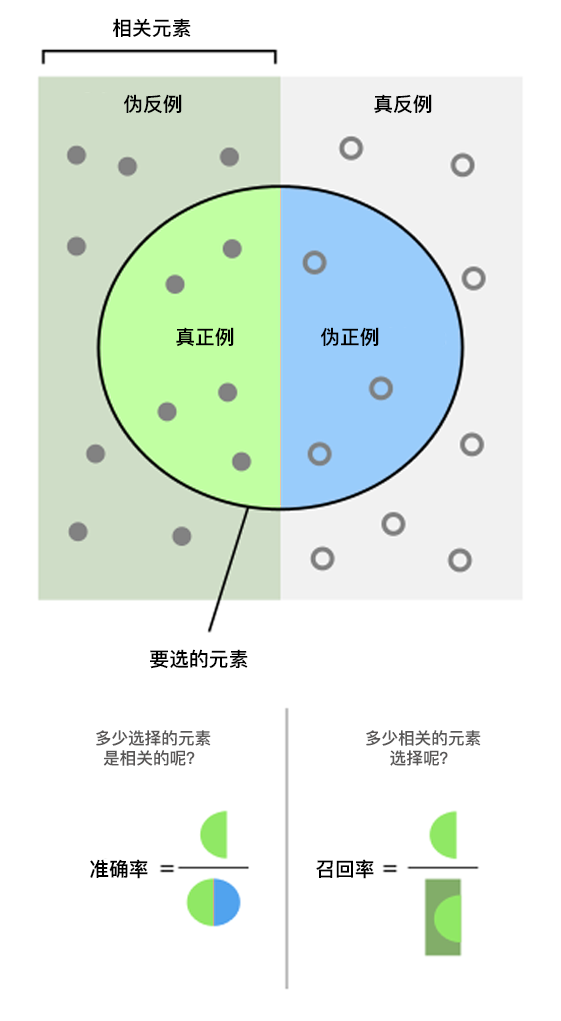 相关元素
伪反例
真反例
真正例
伪正例
要选的元素
多少选择的元素
是相关的呢?
多少相关的元素
选择呢?
准确率 =
召回率 =